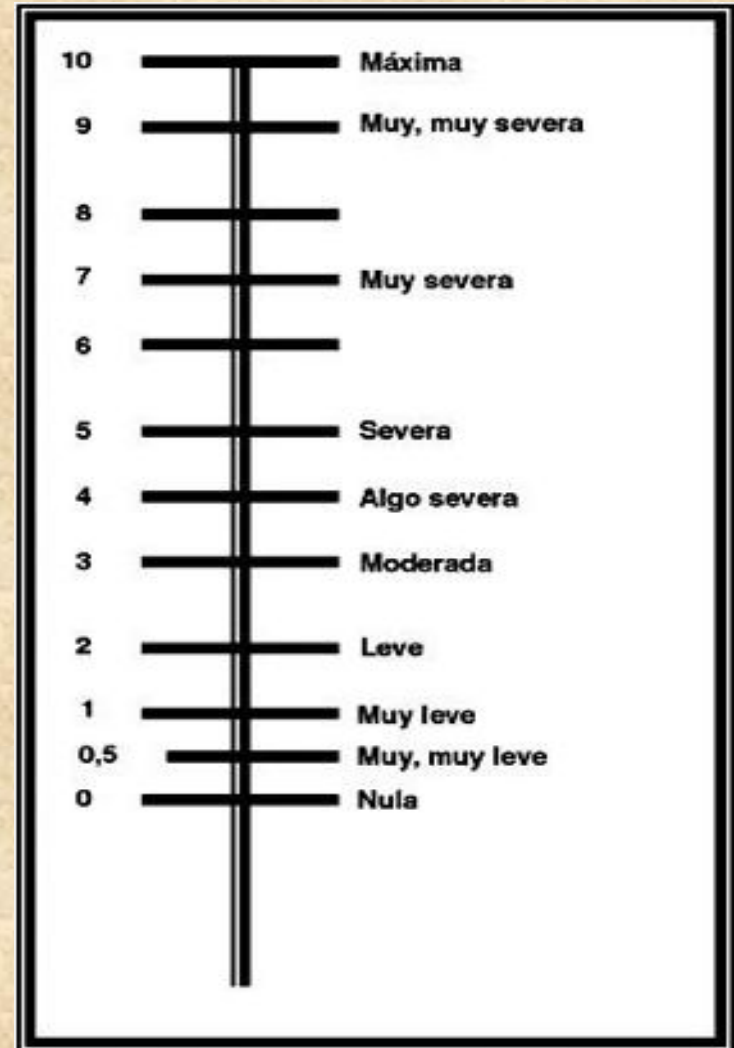 10 Máxima
9 Muy, muy severa
8
7 Muy severa
6
5 Severa
4 Algo severa
3 Moderada
2 Leve
1 Muy leve
0,5 Muy, muy leve
0 Nula